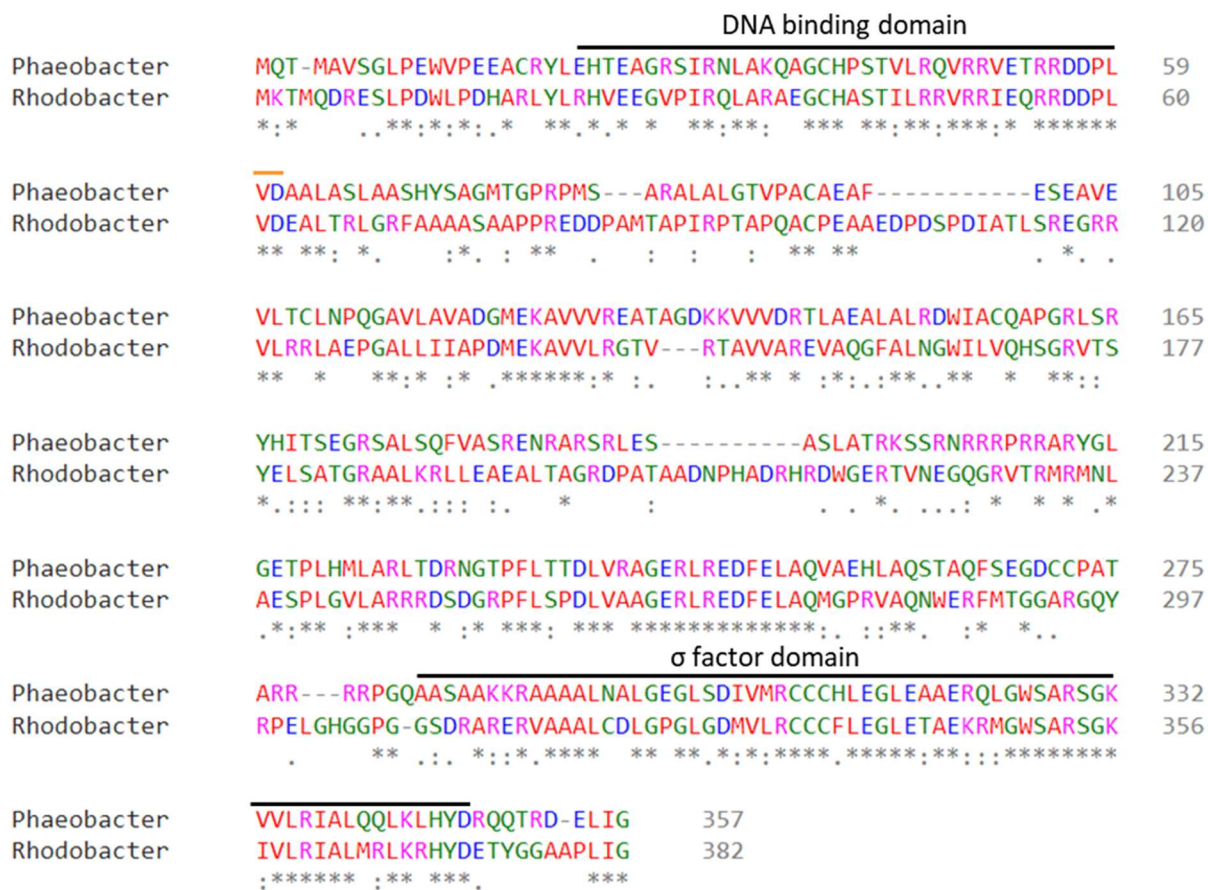 DNA binding domain
Phaeobacter MQT-MAVSGLPEWVPEEACRYLEHTEAGRSIRNLAKQAGCHPSTVLRQVRRVETRRDDPL 59
Rhodobacter MKTMQDRESLPDWLPDHARLYLRHVEEGVPIRQLARAEGCHASTILRRVRRIEQRRDDPL 60
*:* ..**:*:*:.* **.*.* * **:**: *** **:**:***:* ******
Phaeobacter VDAALASLAASHYSAGMTGPRPMS---ARALALGTVPACAEAF-----------ESEAVE 105
Rhodobacter VDEALTRLGRFAAAAASAAPPREDDPAMTAPIRPTAPQACPEAAEDPDSPDIATLSREGRR 120
** **: *. :*. : ** . : : : ** ** . *. .
Phaeobacter VLTCLNPQGAVLAVADGMEKAVVVREATAGDKKVVVDRTLAEALALRDWIACQAPGRLSR 165
Rhodobacter VLRRLAEPGALLIIAPDMEKAVVLRGTV---RTAVVAREVAQGFALNGWILVQHSGRVTS 177
** * **:* :* .******:* :. :..** * :*:.:**..** * **::
Phaeobacter YHITSEGRSALSQFVASRENRARSRLES----------ASLATRKSSRNRRRPRRARYGL 215
Rhodobacter YELSATGRAALKRLLEAEALTAGRDPATAADNPHADRHRDWGERTVNEGQGRVTRMRMNL 237
*.::: **:**.:::: :. * : . . *. ...: * * .*
Phaeobacter GETPLHMLARLTDRNGTPFLTTDLVRAGERLREDFELAQVAEHLAQSTAQFSEGDCCPAT 275
Rhodobacter AESPLGVLARRRDSDGRPFLSPDLVAAGERLREDFELAQMGPRVAQNWERFMTGGARGQY 297
.*:** :*** * :* ***: *** *************:. ::**. :* *..
σ factor domain
Phaeobacter ARR---RRPGQAASAAKKRAAAALNALGEGLSDIVMRCCCHLEGLEAAERQLGWSARSGK 332
Rhodobacter RPELGHGGPG-GSDRARERVAAALCDLGPGLGDMVLRCCCFLEGLETAEKRMGWSARSGK 356
. ** .:. *::*.**** ** **.*:*:****.*****:**:::*********
Phaeobacter VVLRIALQQLKLHYDRQQTRD-ELIG 357
Rhodobacter IVLRIALMRLKRHYDETYGGAAPLIG 382
:****** :** ***. ***